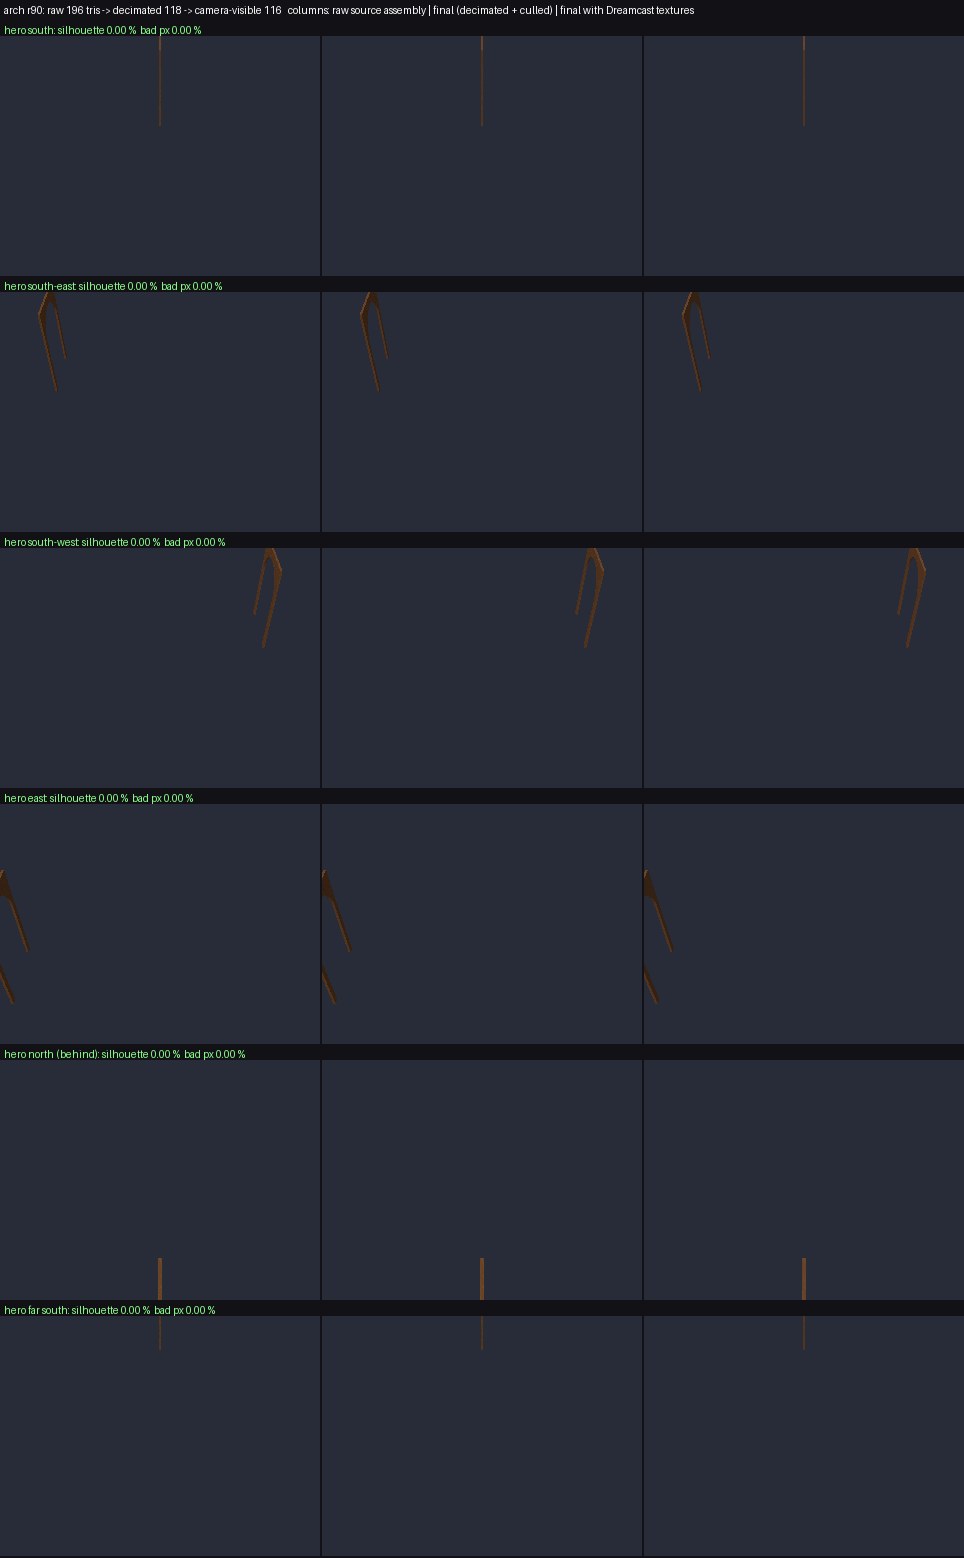 arch r90: raw 196 tris -> decimated 118 -> camera-visible 116   columns: raw source assembly | final (decimated + culled) | final with Dreamcast textures
hero south: silhouette 0.00 %  bad px 0.00 %
hero south-east: silhouette 0.00 %  bad px 0.00 %
hero south-west: silhouette 0.00 %  bad px 0.00 %
hero east: silhouette 0.00 %  bad px 0.00 %
hero north (behind): silhouette 0.00 %  bad px 0.00 %
hero far south: silhouette 0.00 %  bad px 0.00 %